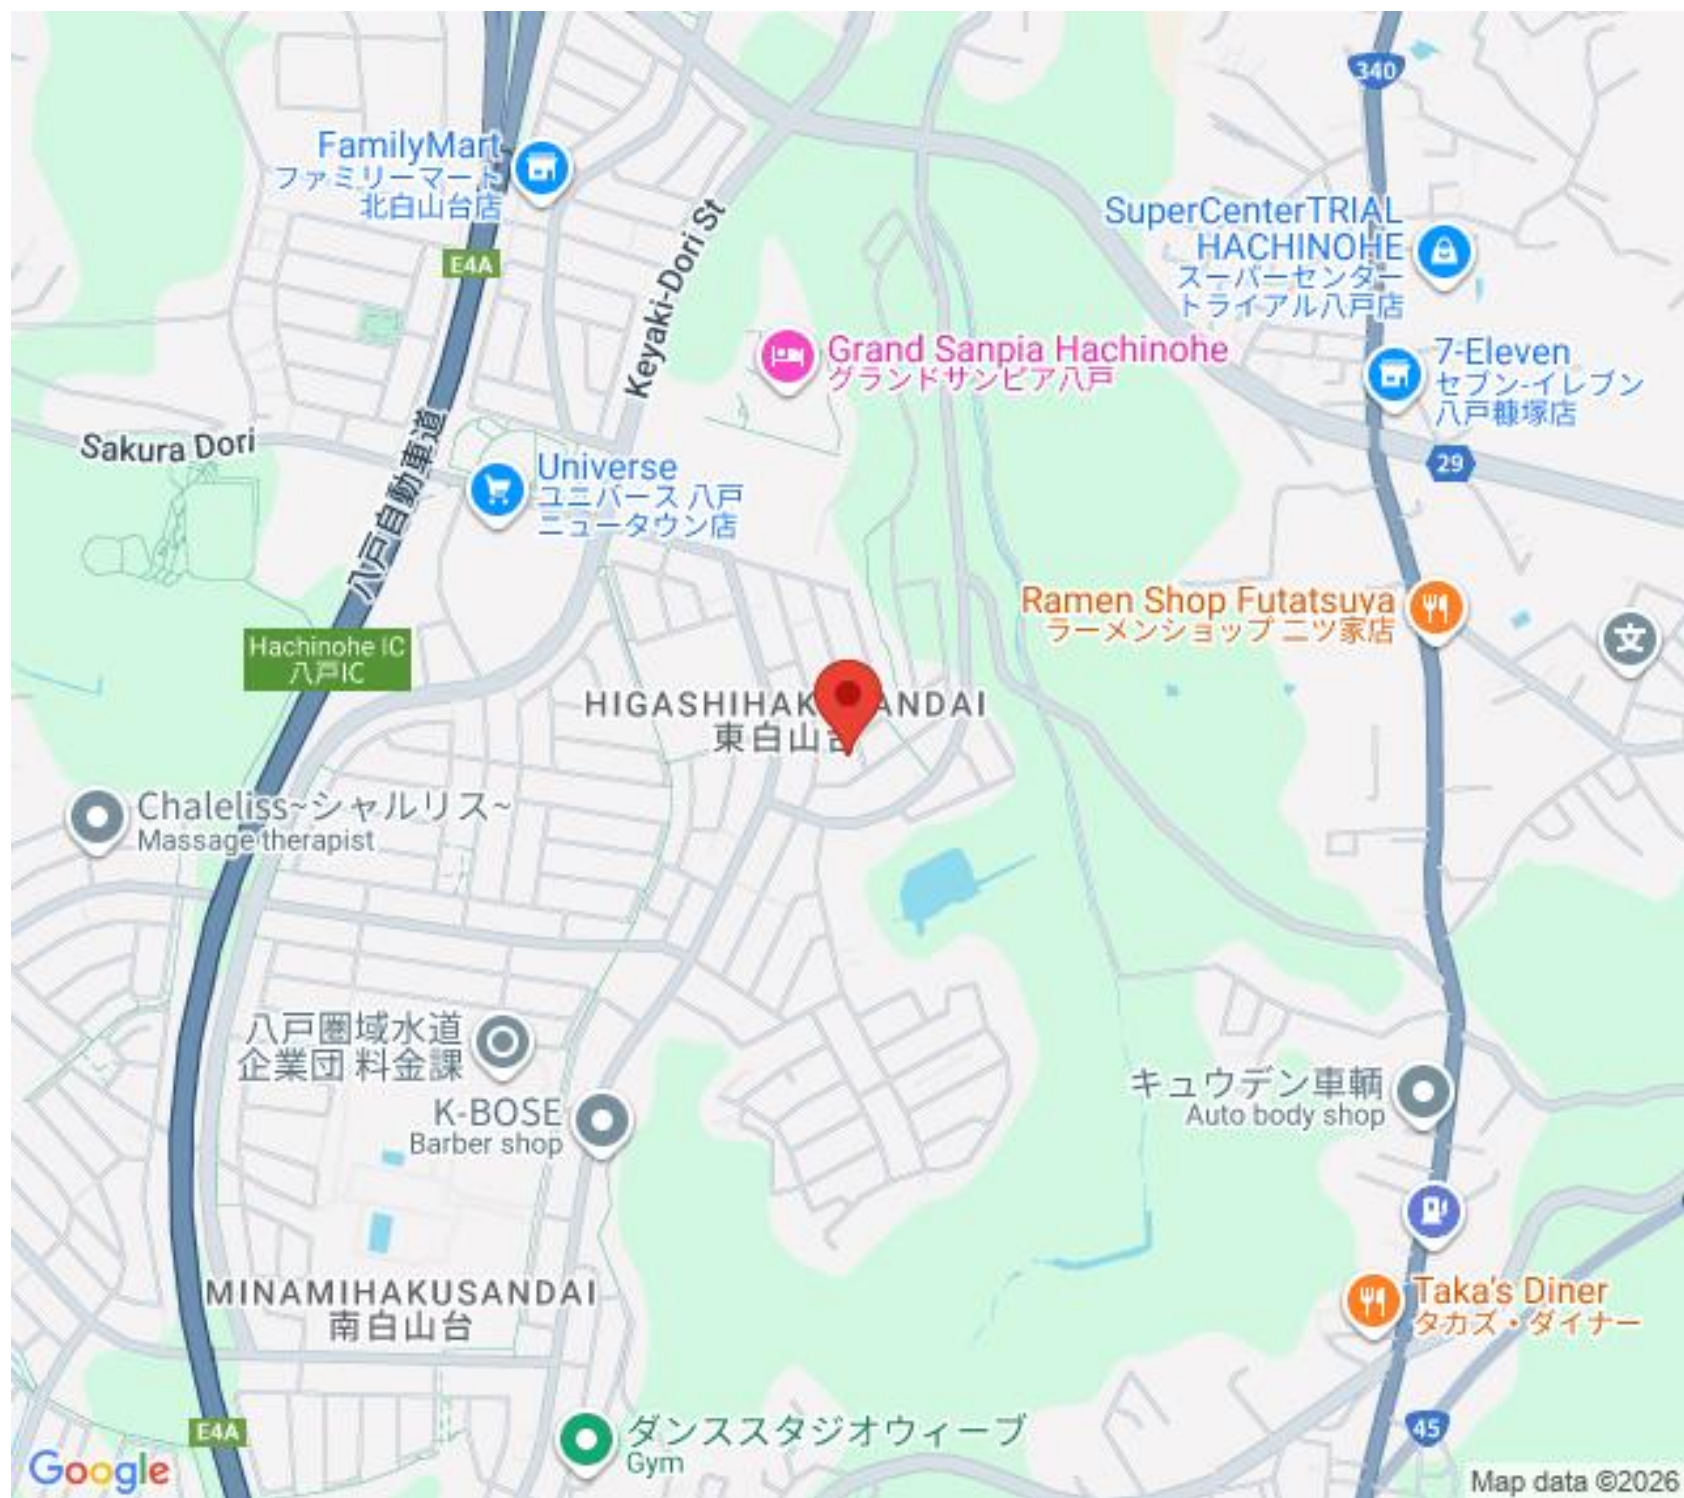 340
FamilyMart
ファミリーマート
北白山台店
E4A
Keyaki-Dori St
SuperCenterTRIAL
HACHINOHE
スーパーセンター
トライアル八戸店
Grand Sanpia Hachinohe
グランドサンピア八戸
7-Eleven
セブン-イレブン
八戸糠塚店
29
Sakura Dori
八戸自動車道
Universe
ユニバース 八戸
ニュータウン店
Ramen Shop Futatsuya
ラーメンショップ 二ツ家店
文
Hachinohe IC
八戸IC
HIGASHIHAK ANDAI
東白山台
Chaleliss~シャルリス~
Massage therapist
八戸圏域水道
企業団 料金課
K-BOSE
Barber shop
キュウデン車輌
Auto body shop
MINAMIHAKUSANDAI
南白山台
Taka's Diner
タカズ・ダイナー
E4A
ダンススタジオウィーブ
Gym
45
Google
Map data ©2026